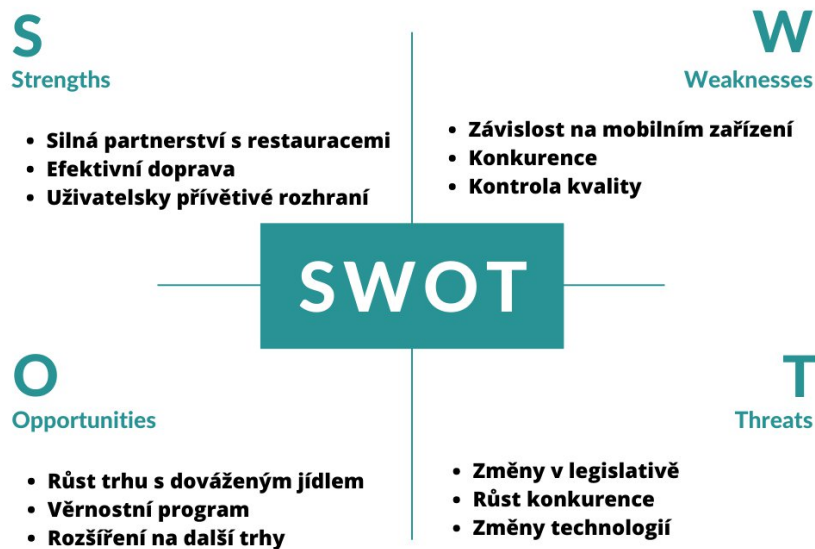 S
Strengths
• Silná partnerství s restauracemi
• Efektivní doprava
• Uživatelsky přívětivé rozhraní
W
Weaknesses
• Závislost na mobilním zařízení
• Konkurence
• Kontrola kvality
SWOT
O
Opportunities
• Růst trhu s dováženým jídlem
• Věrnostní program
• Rozšíření na další trhy
T
Threats
• Změny v legislativě
• Růst konkurence
• Změny technologií